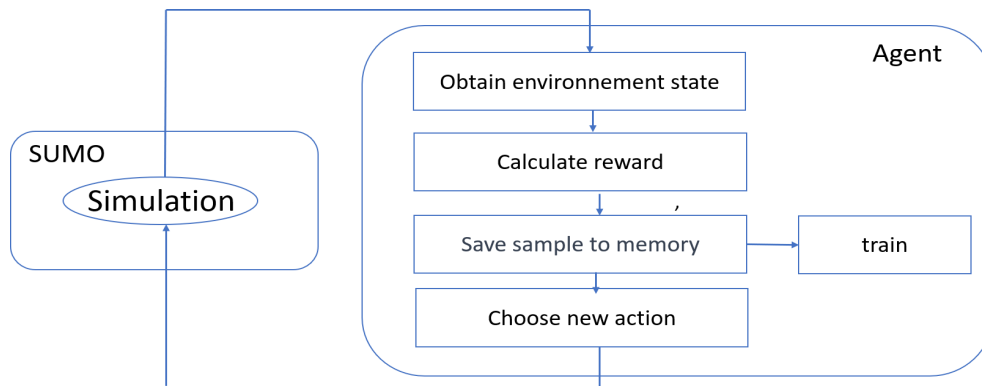 Agent
Obtain environnement state
SUMO
Calculate reward
Simulation
,
Save sample to memory
train
Choose new action